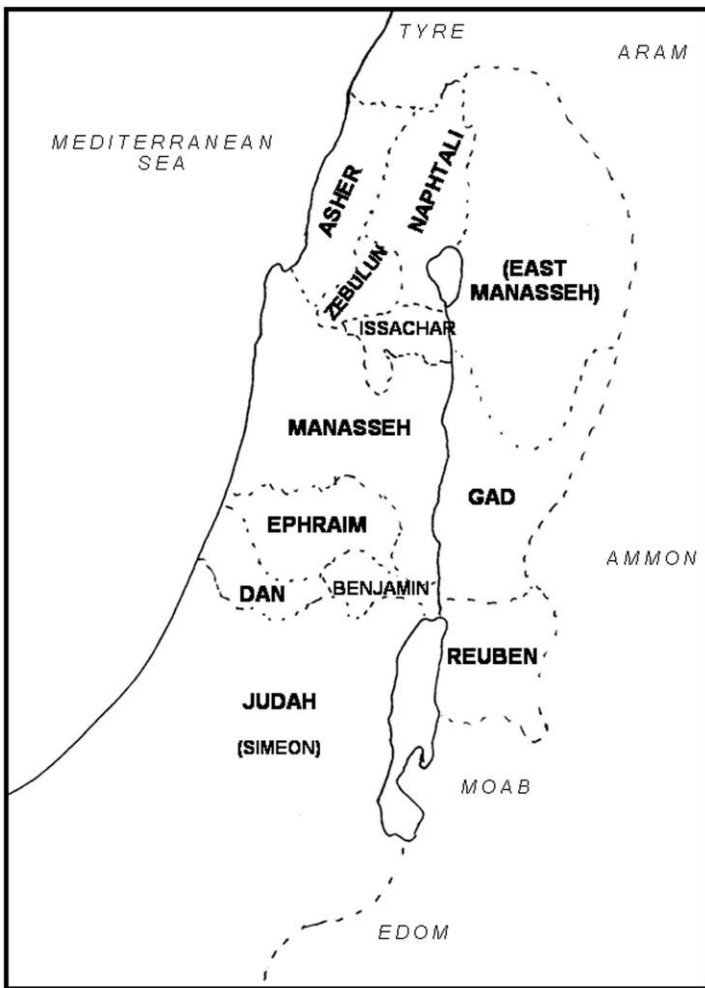 TYRE
ARAM
MEDITERRANEAN
SEA
ASHER
NAPHTALI
ZEBULUN
(EAST
MANASSEH)
ISSACHAR
MANASSEH
GAD
EPHRAIM
DAN
BENJAMIN
AMMON
REUBEN
JUDAH
(SIMEON)
MOAB
EDOM